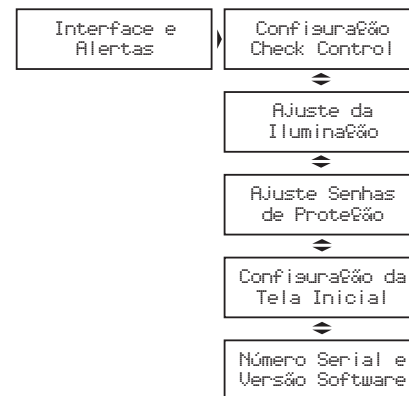 Interface e
Alertas
Configuração
Check Control
Ajuste da
Iluminação
Ajuste Senhas
de Proteção
Configuração da
Tela Inicial
Número Serial e
Versão Software